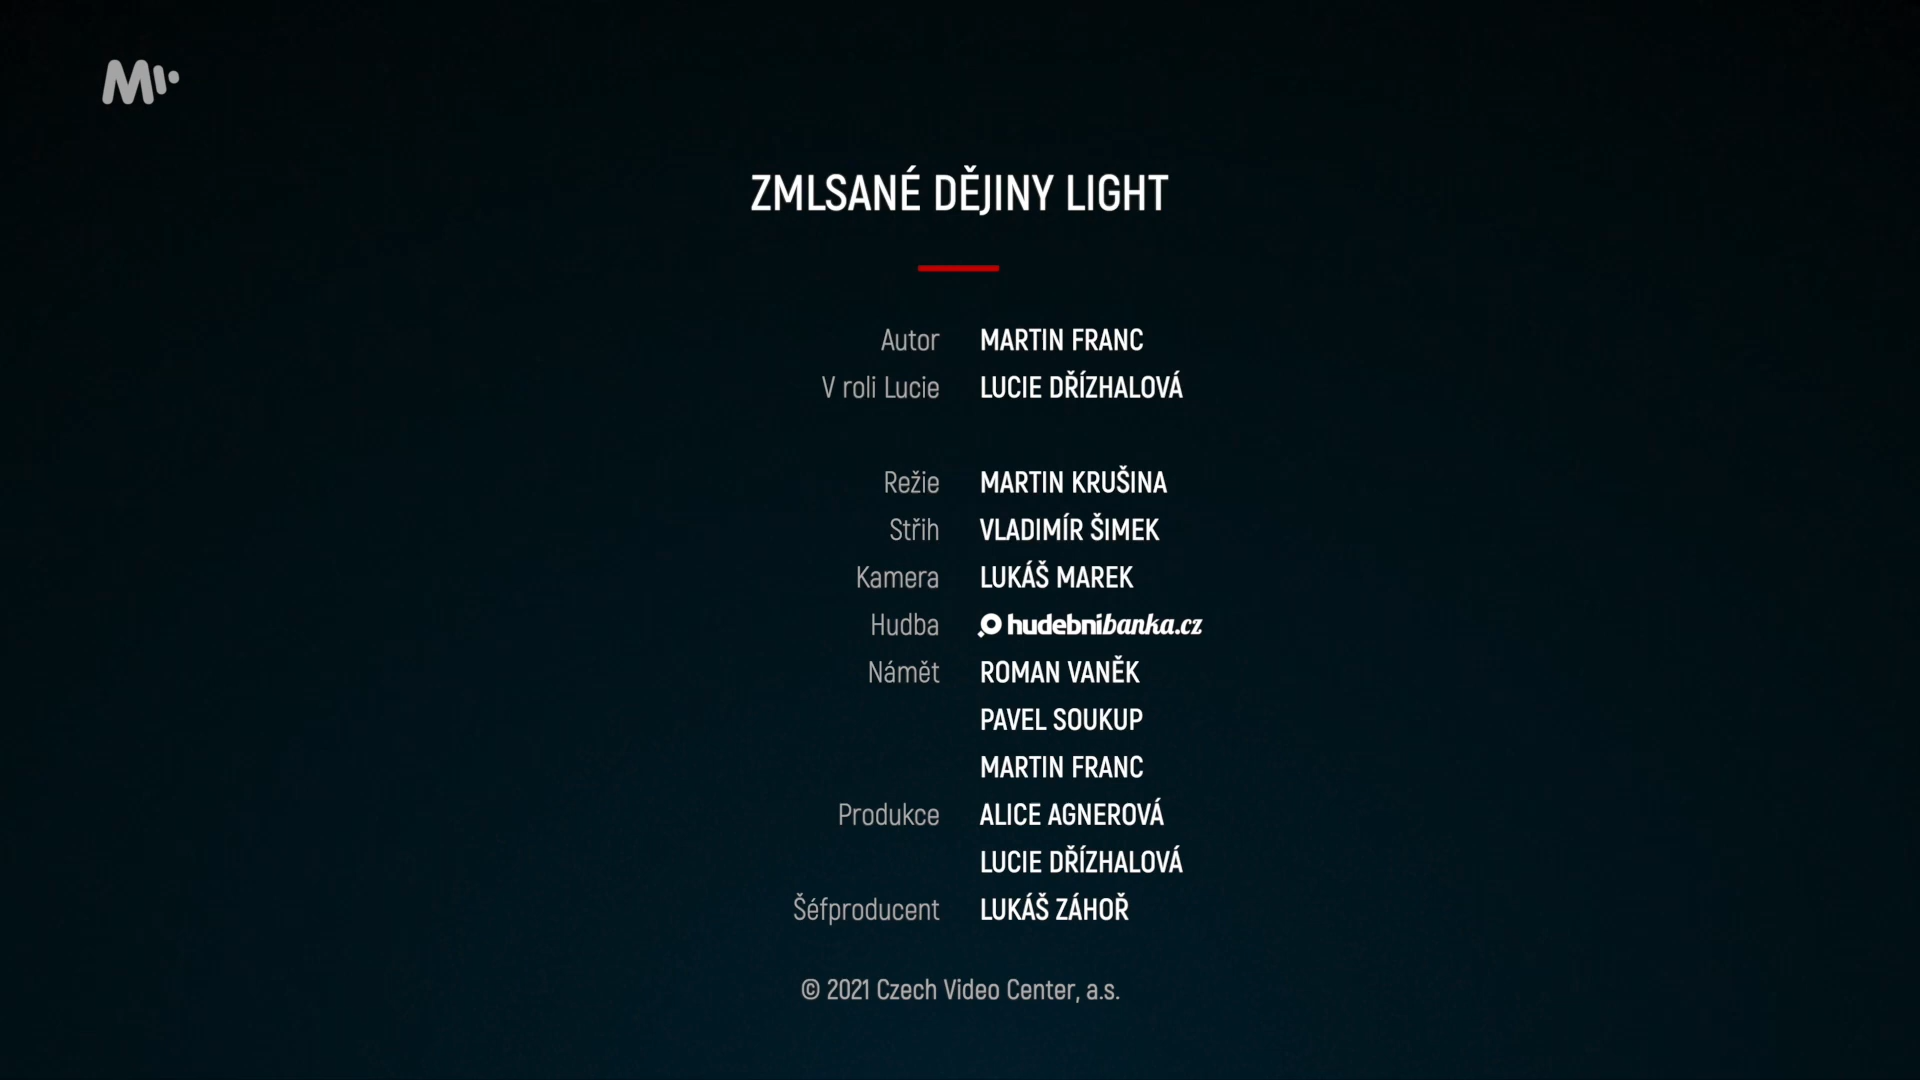 M
ZMLSANÉ DĚJINY LIGHT
Autor MARTIN FRANC
V roli Lucie LUCIE DŘÍZHALOVÁ
Režie MARTIN KRUŠINA
Střih VLADIMÍR ŠIMEK
Kamera LUKÁŠ MAREK
Hudba hudebnibanka.cz
Námět ROMAN VANĚK
PAVEL SOUKUP
MARTIN FRANC
Produkce ALICE AGNEROVÁ
LUCIE DŘÍZHALOVÁ
Šéfproducent LUKÁŠ ZÁHOŘ
© 2021 Czech Video Center, a.s.